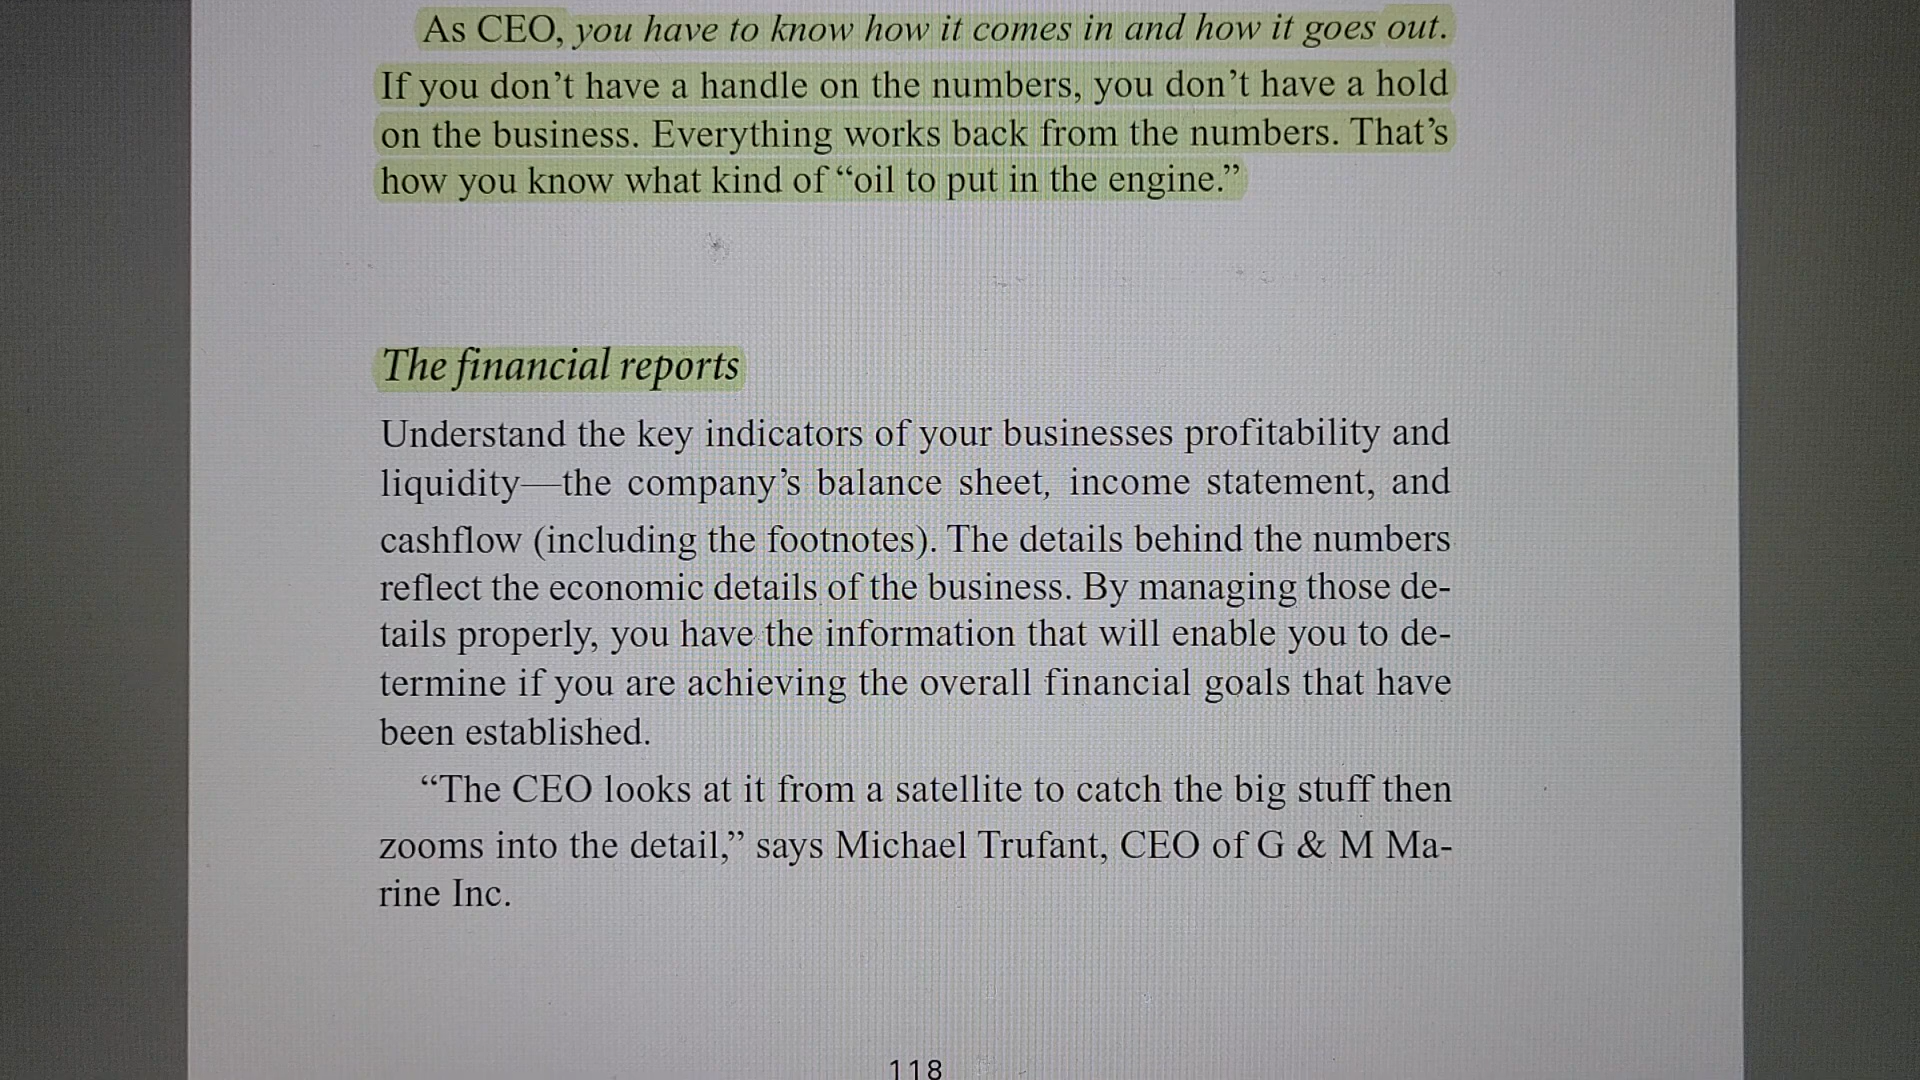 As CEO, you have to know how it comes in and how it goes out.
If you don’t have a handle on the numbers, you don’t have a hold
on the business. Everything works back from the numbers. That’s
how you know what kind of “oil to put in the engine.”
The financial reports
Understand the key indicators of your businesses profitability and
liquidity—the company’s balance sheet, income statement, and
cashflow (including the footnotes). The details behind the numbers
reflect the economic details of the business. By managing those de-
tails properly, you have the information that will enable you to de-
termine if you are achieving the overall financial goals that have
been established.
“The CEO looks at it from a satellite to catch the big stuff then
zooms into the detail,” says Michael Trufant, CEO of G & M Ma-
rine Inc.
118